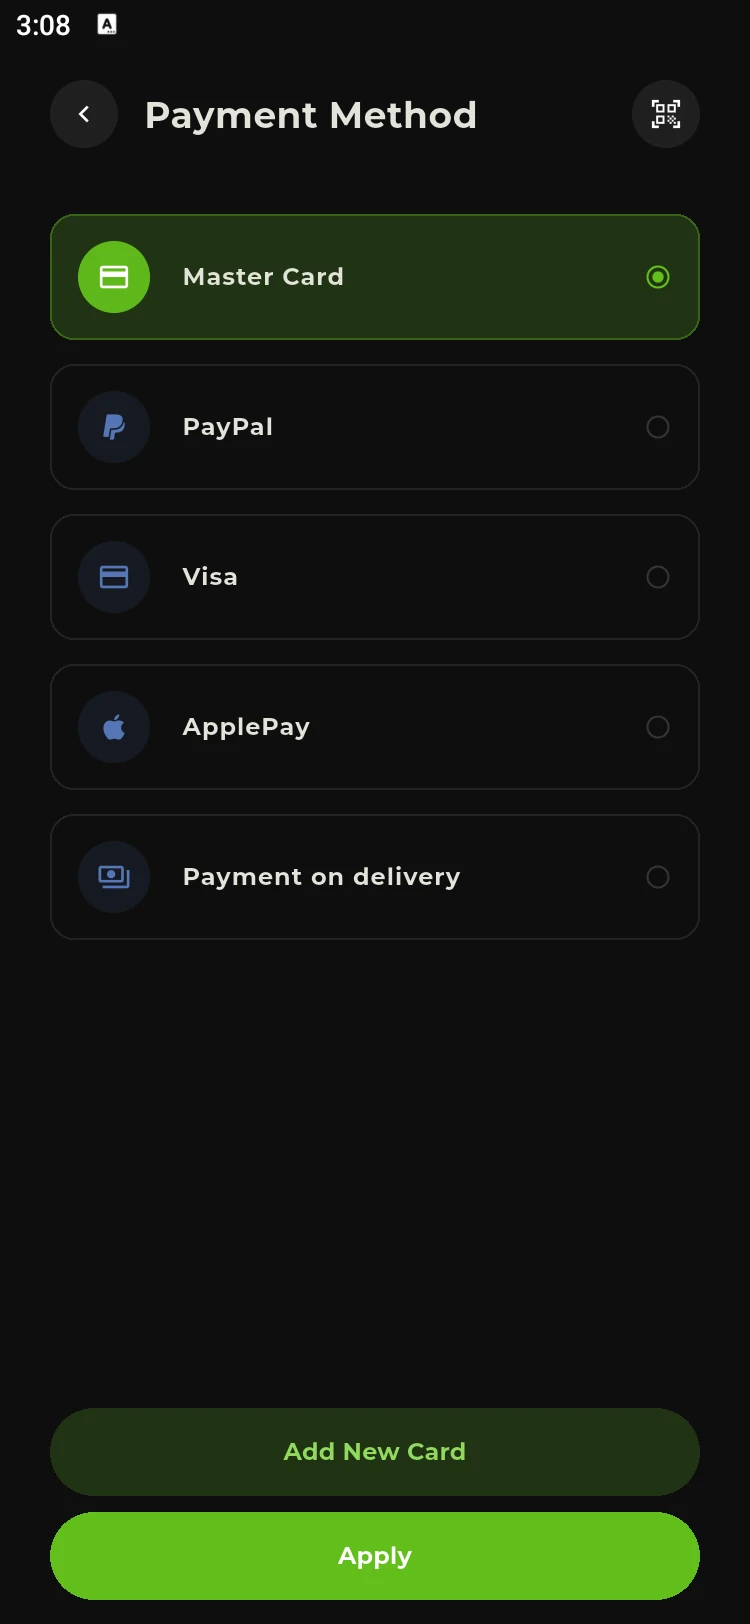 3:08
Payment Method
Master Card
PayPal
Visa
ApplePay
Payment on delivery
Add New Card
Apply